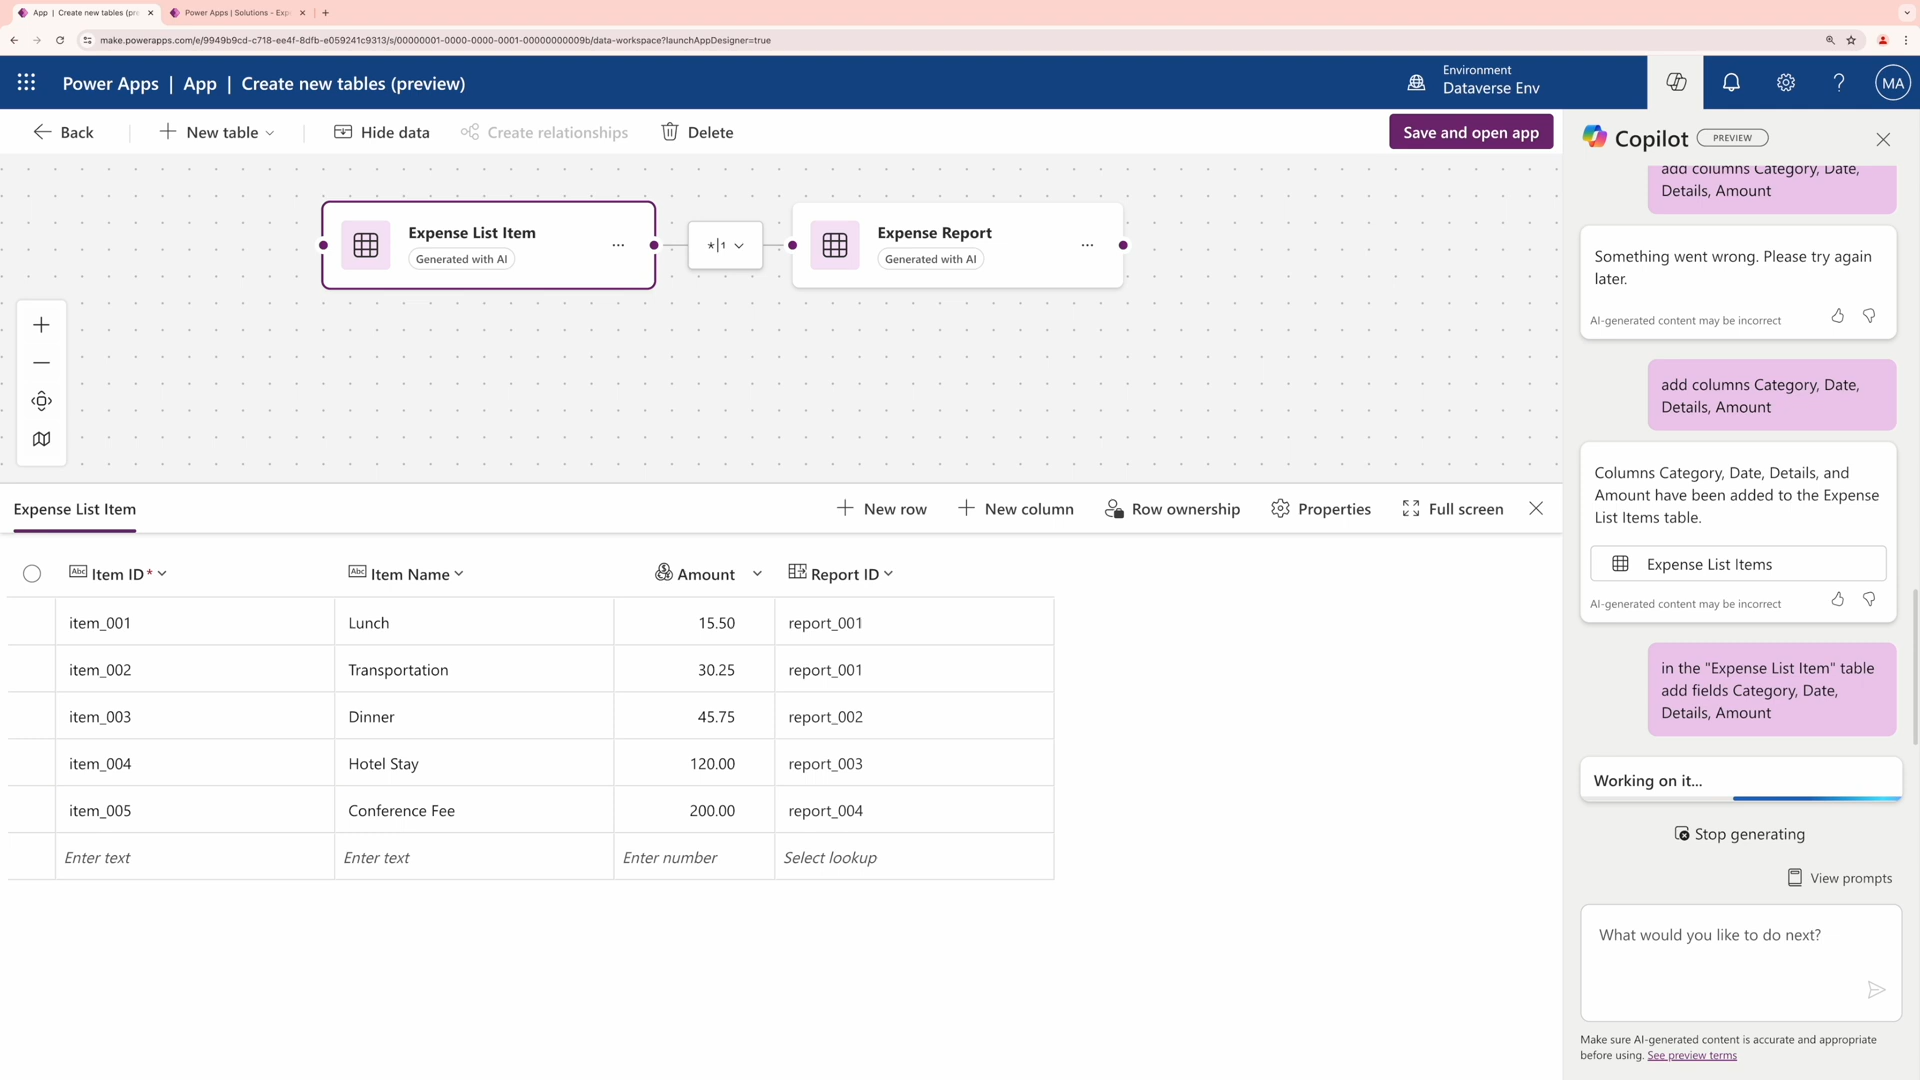 App | Create new tables (pre
Power Apps | Solutions - Exp
make.powerapps.com/e/9949b9cd-c718-ee4f-8dfb-e059241c9313/s/00000001-0000-0000-0001-00000000009b/data-workspace?launchAppDesigner=true
Power Apps | App | Create new tables (preview)
Environment
Dataverse Env
MA
Back
New table
Hide data
Create relationships
Delete
Save and open app
Expense List Item
Generated with AI
*|1
Expense Report
Generated with AI
Expense List Item
New row
New column
Row ownership
Properties
Full screen
Abc Item ID *
Abc Item Name
Amount
Report ID
item_001 Lunch 15.50 report_001
item_002 Transportation 30.25 report_001
item_003 Dinner 45.75 report_002
item_004 Hotel Stay 120.00 report_003
item_005 Conference Fee 200.00 report_004
Enter text Enter text Enter number Select lookup
Copilot PREVIEW
add columns Category, Date,
Details, Amount
Something went wrong. Please try again
later.
AI-generated content may be incorrect
add columns Category, Date,
Details, Amount
Columns Category, Date, Details, and
Amount have been added to the Expense
List Items table.
Expense List Items
AI-generated content may be incorrect
in the "Expense List Item" table
add fields Category, Date,
Details, Amount
Working on it...
Stop generating
View prompts
What would you like to do next?
Make sure AI-generated content is accurate and appropriate
before using. See preview terms